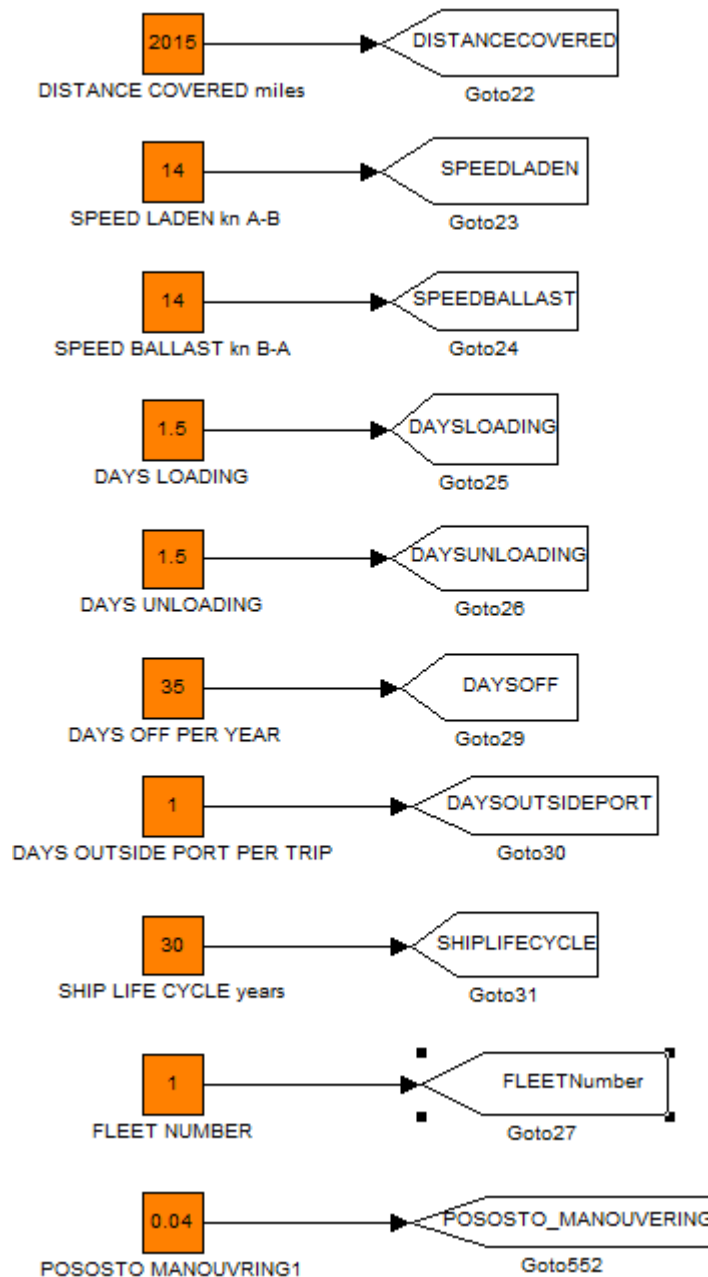 2015
DISTANCECOVERED
DISTANCE COVERED miles
Goto22
14
SPEEDLADEN
SPEED LADEN kn A-B
Goto23
14
SPEEDBALLAST
SPEED BALLAST kn B-A
Goto24
1.5
DAYSLOADING
DAYS LOADING
Goto25
1.5
DAYSUNLOADING
DAYS UNLOADING
Goto26
35
DAYSOFF
DAYS OFF PER YEAR
Goto29
1
DAYSOUTSIDEPORT
DAYS OUTSIDE PORT PER TRIP
Goto30
30
SHIPLIFECYCLE
SHIP LIFE CYCLE years
Goto31
1
FLEETNumber
FLEET NUMBER
Goto27
0.04
POSOSTO_MANOUVERING
POSOSTO MANOUVRING1
Goto552